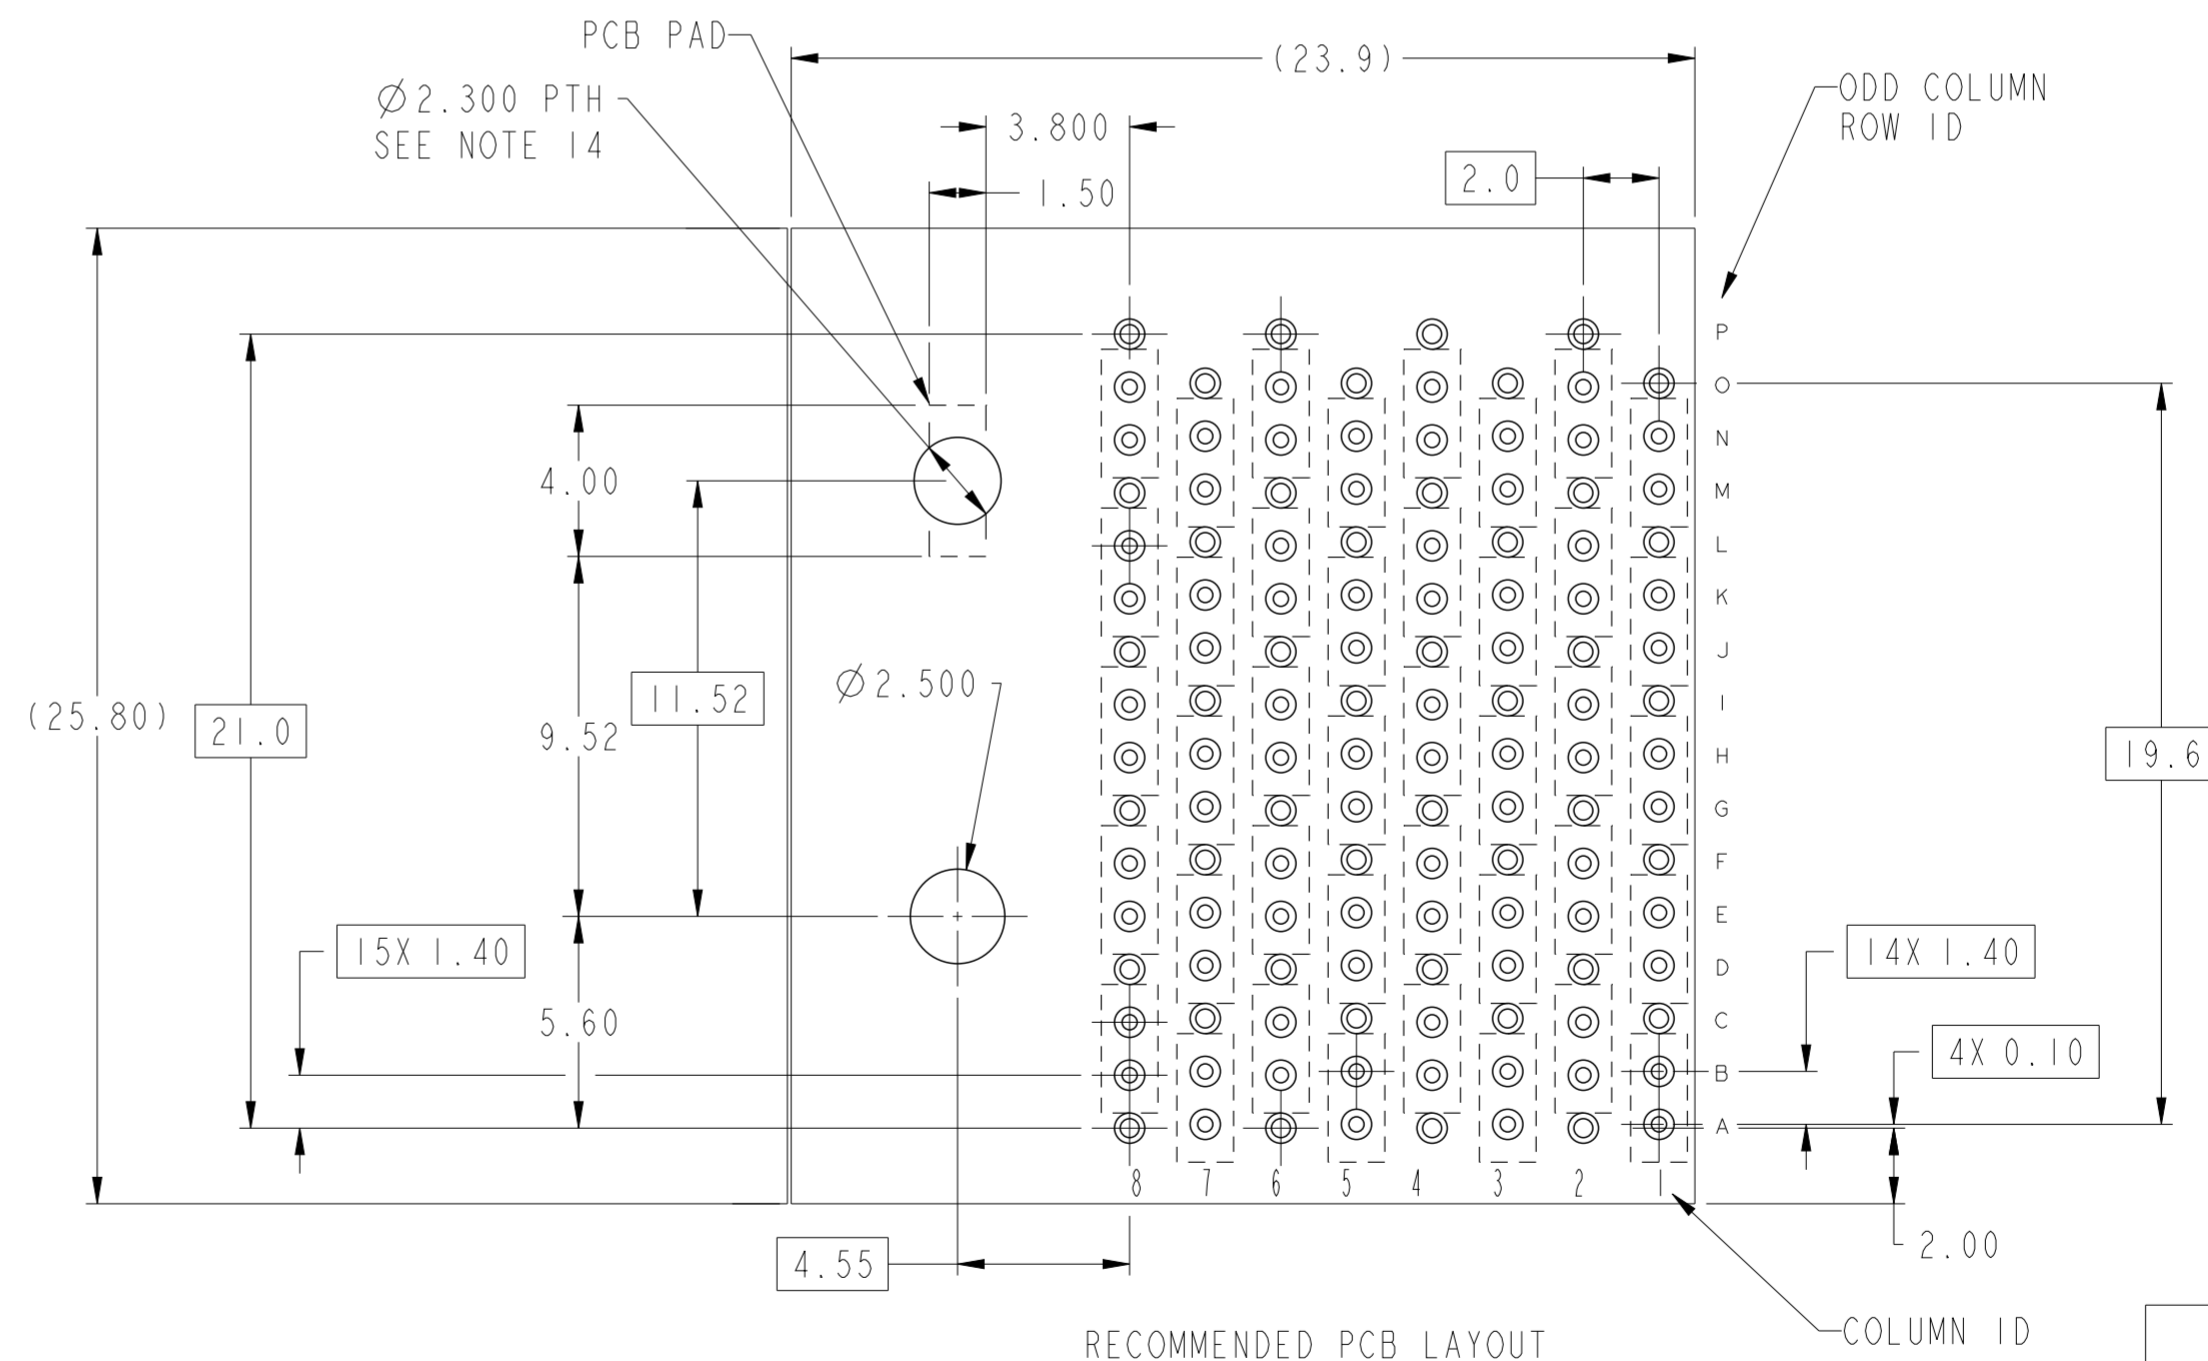 PCB PAD
(23.9)
Ø2.300 PTH
SEE NOTE 14
3.800
1.50
2.0
ODD COLUMN
ROW ID
P
O
N
M
L
K
J
I
H
G
F
E
D
C
B
A
4.00
11.52
Ø2.500
(25.80)
21.0
9.52
19.6
15X 1.40
14X 1.40
5.60
4X 0.10
8 7 6 5 4 3 2 1
4.55
2.00
COLUMN ID
RECOMMENDED PCB LAYOUT